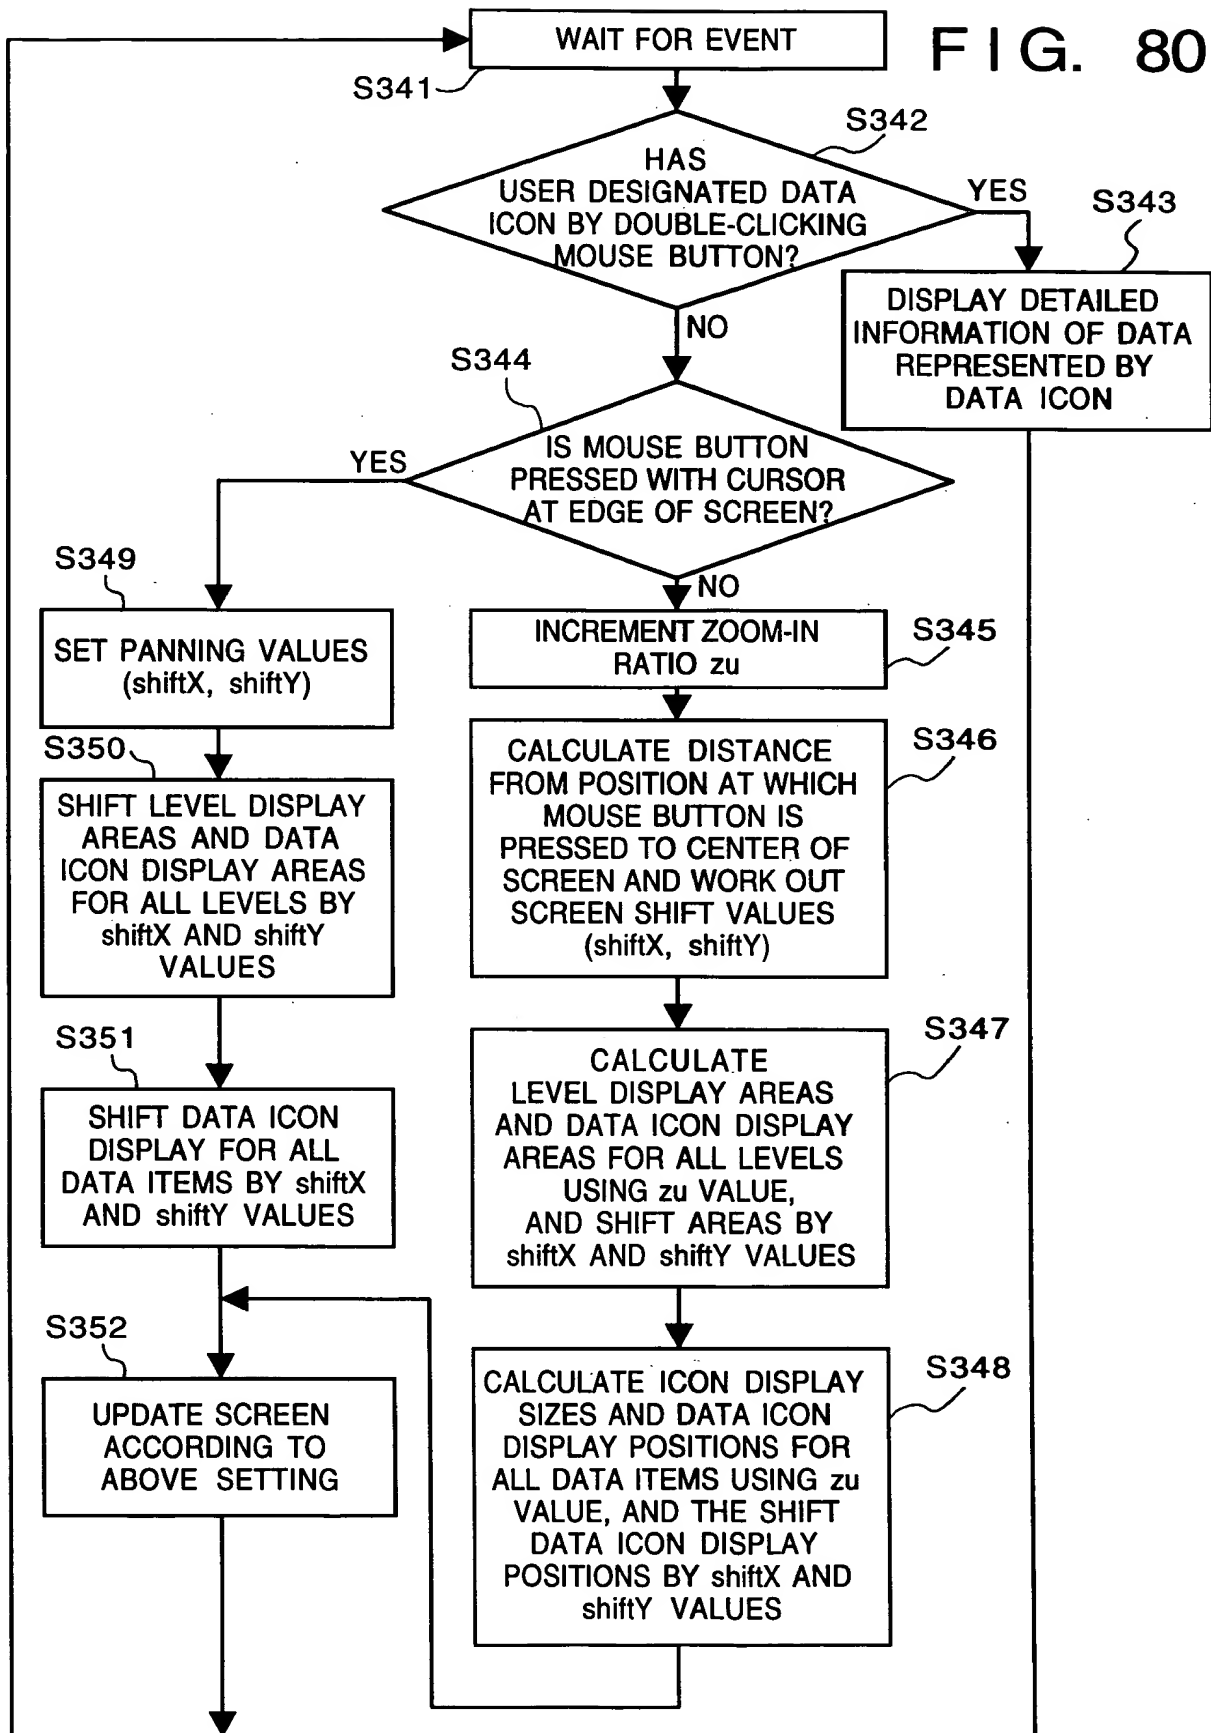 FIG. 80
WAIT FOR EVENT
S341
S342
HAS
USER DESIGNATED DATA
ICON BY DOUBLE-CLICKING
MOUSE BUTTON?
YES
S343
DISPLAY DETAILED
INFORMATION OF DATA
REPRESENTED BY
DATA ICON
NO
S344
IS MOUSE BUTTON
PRESSED WITH CURSOR
AT EDGE OF SCREEN?
YES
NO
S349
SET PANNING VALUES
(shiftX, shiftY)
S350
SHIFT LEVEL DISPLAY
AREAS AND DATA
ICON DISPLAY AREAS
FOR ALL LEVELS BY
shiftX AND shiftY
VALUES
S351
SHIFT DATA ICON
DISPLAY FOR ALL
DATA ITEMS BY shiftX
AND shiftY VALUES
S352
UPDATE SCREEN
ACCORDING TO
ABOVE SETTING
INCREMENT ZOOM-IN
RATIO zu
S345
CALCULATE DISTANCE
FROM POSITION AT WHICH
MOUSE BUTTON IS
PRESSED TO CENTER OF
SCREEN AND WORK OUT
SCREEN SHIFT VALUES
(shiftX, shiftY)
S346
CALCULATE
LEVEL DISPLAY AREAS
AND DATA ICON DISPLAY
AREAS FOR ALL LEVELS
USING zu VALUE,
AND SHIFT AREAS BY
shiftX AND shiftY VALUES
S347
CALCULATE ICON DISPLAY
SIZES AND DATA ICON
DISPLAY POSITIONS FOR
ALL DATA ITEMS USING zu
VALUE, AND THE SHIFT
DATA ICON DISPLAY
POSITIONS BY shiftX AND
shiftY VALUES
S348